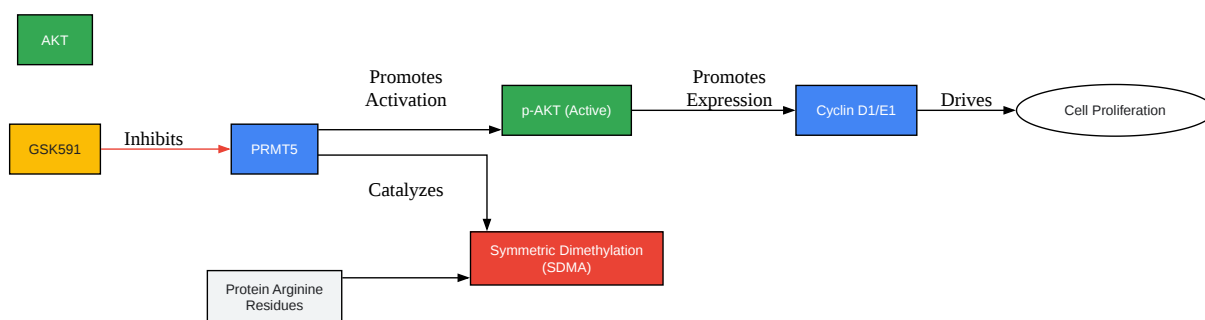 AKT
Promotes
Activation
Promotes
Expression
p-AKT (Active)
Cyclin D1/E1
Drives
Cell Proliferation
GSK591
Inhibits
PRMT5
Catalyzes
Symmetric Dimethylation
(SDMA)
Protein Arginine
Residues